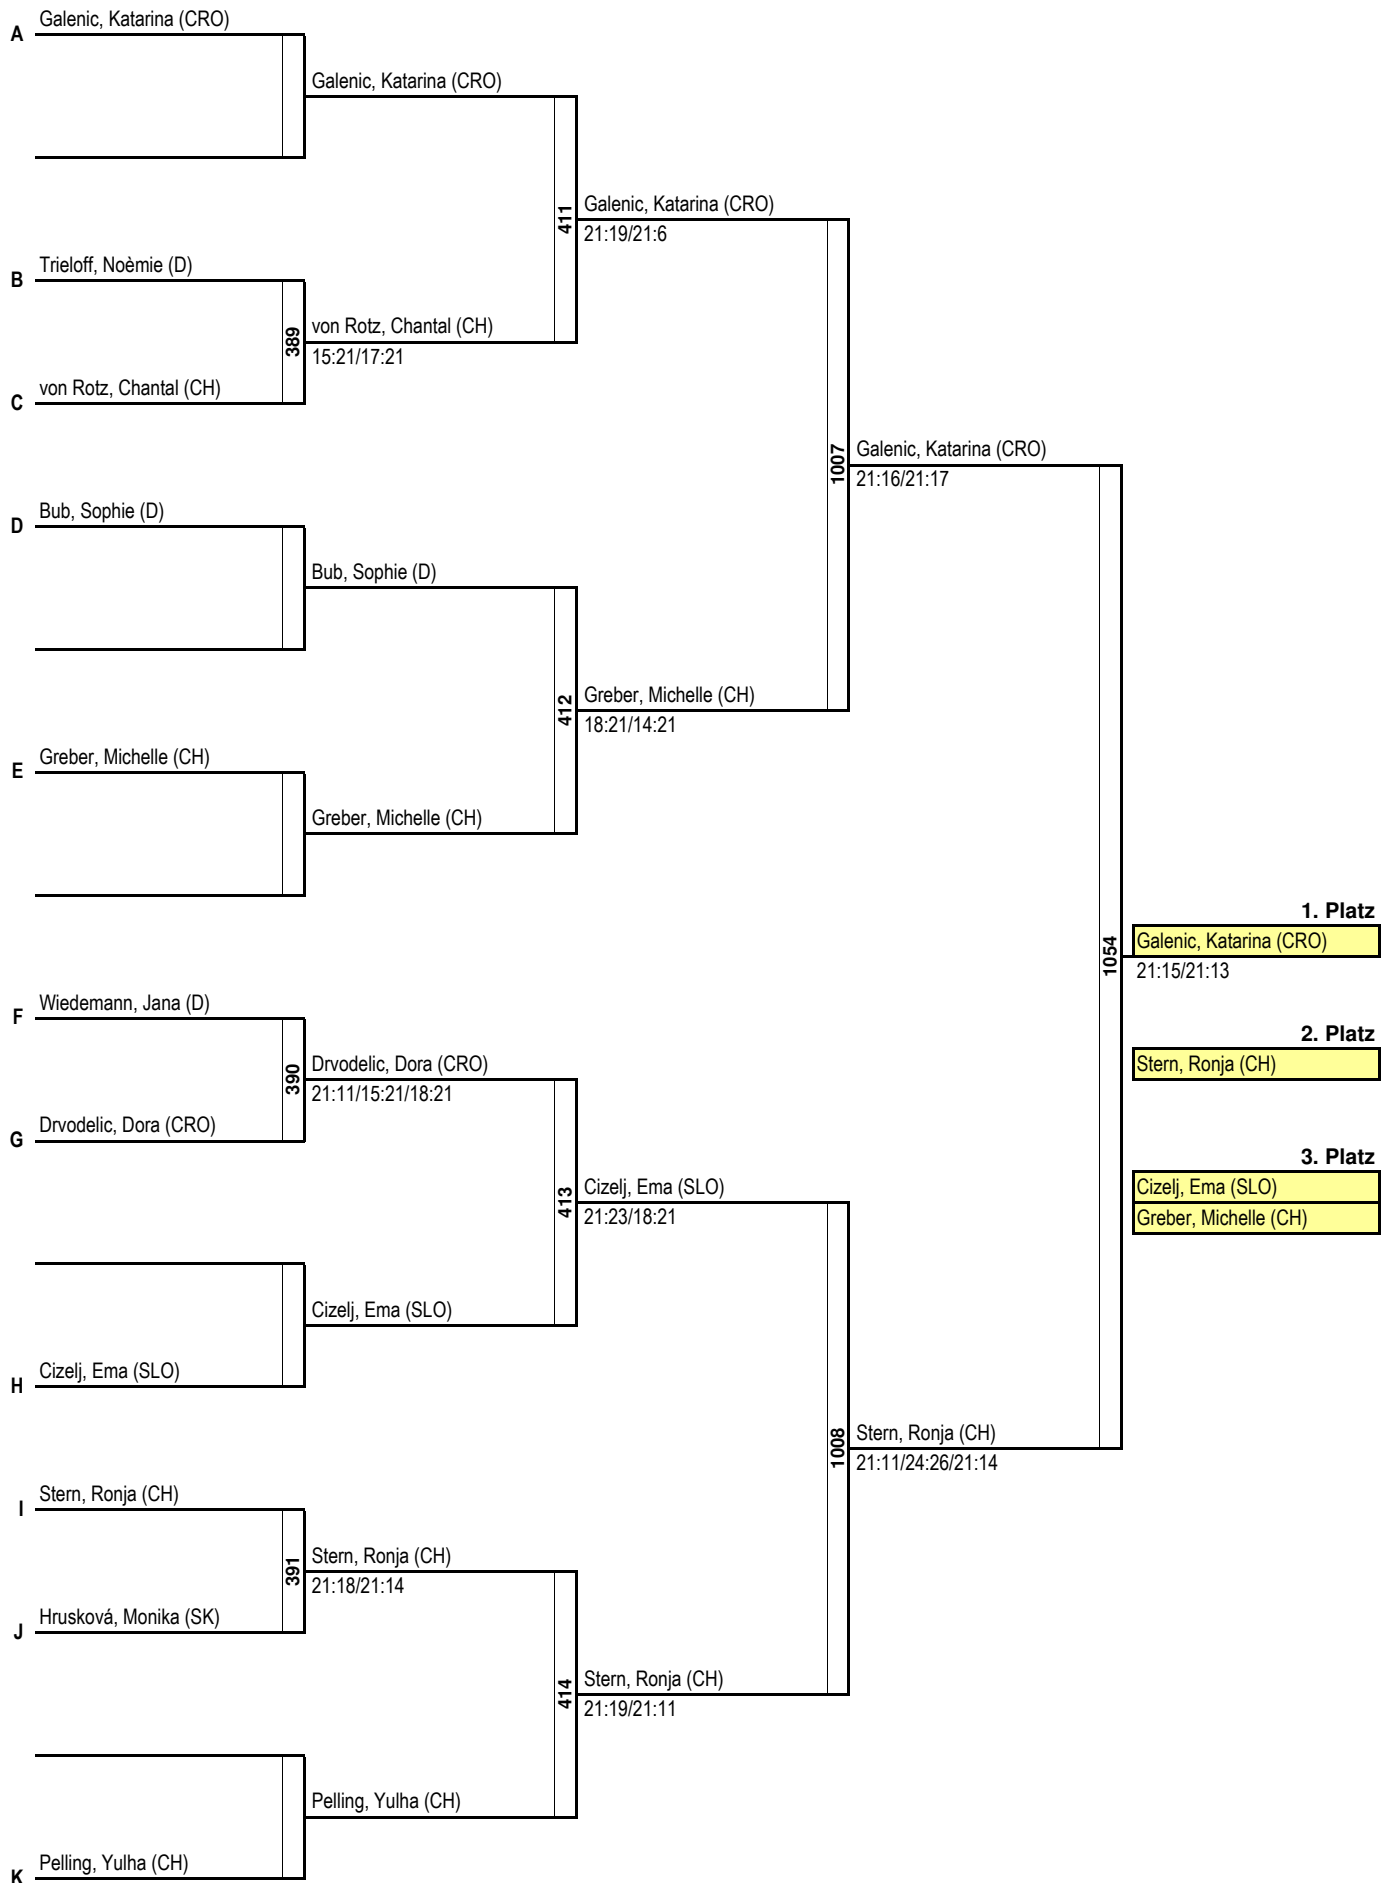 Galenic, Katarina (CRO)
A
Galenic, Katarina (CRO)
411
Galenic, Katarina (CRO)
21:19/21:6
Trieloff, Noèmie (D)
B
389
von Rotz, Chantal (CH)
15:21/17:21
von Rotz, Chantal (CH)
C
1007
Galenic, Katarina (CRO)
21:16/21:17
Bub, Sophie (D)
D
Bub, Sophie (D)
412
Greber, Michelle (CH)
18:21/14:21
Greber, Michelle (CH)
E
Greber, Michelle (CH)
1. Platz
1054
Galenic, Katarina (CRO)
21:15/21:13
Wiedemann, Jana (D)
F
2. Platz
Stern, Ronja (CH)
390
Drvodelic, Dora (CRO)
21:11/15:21/18:21
Drvodelic, Dora (CRO)
G
3. Platz
Cizelj, Ema (SLO)
Greber, Michelle (CH)
413
Cizelj, Ema (SLO)
21:23/18:21
Cizelj, Ema (SLO)
Cizelj, Ema (SLO)
H
1008
Stern, Ronja (CH)
21:11/24:26/21:14
Stern, Ronja (CH)
I
391
Stern, Ronja (CH)
21:18/21:14
Hrusková, Monika (SK)
J
414
Stern, Ronja (CH)
21:19/21:11
Pelling, Yulha (CH)
Pelling, Yulha (CH)
K